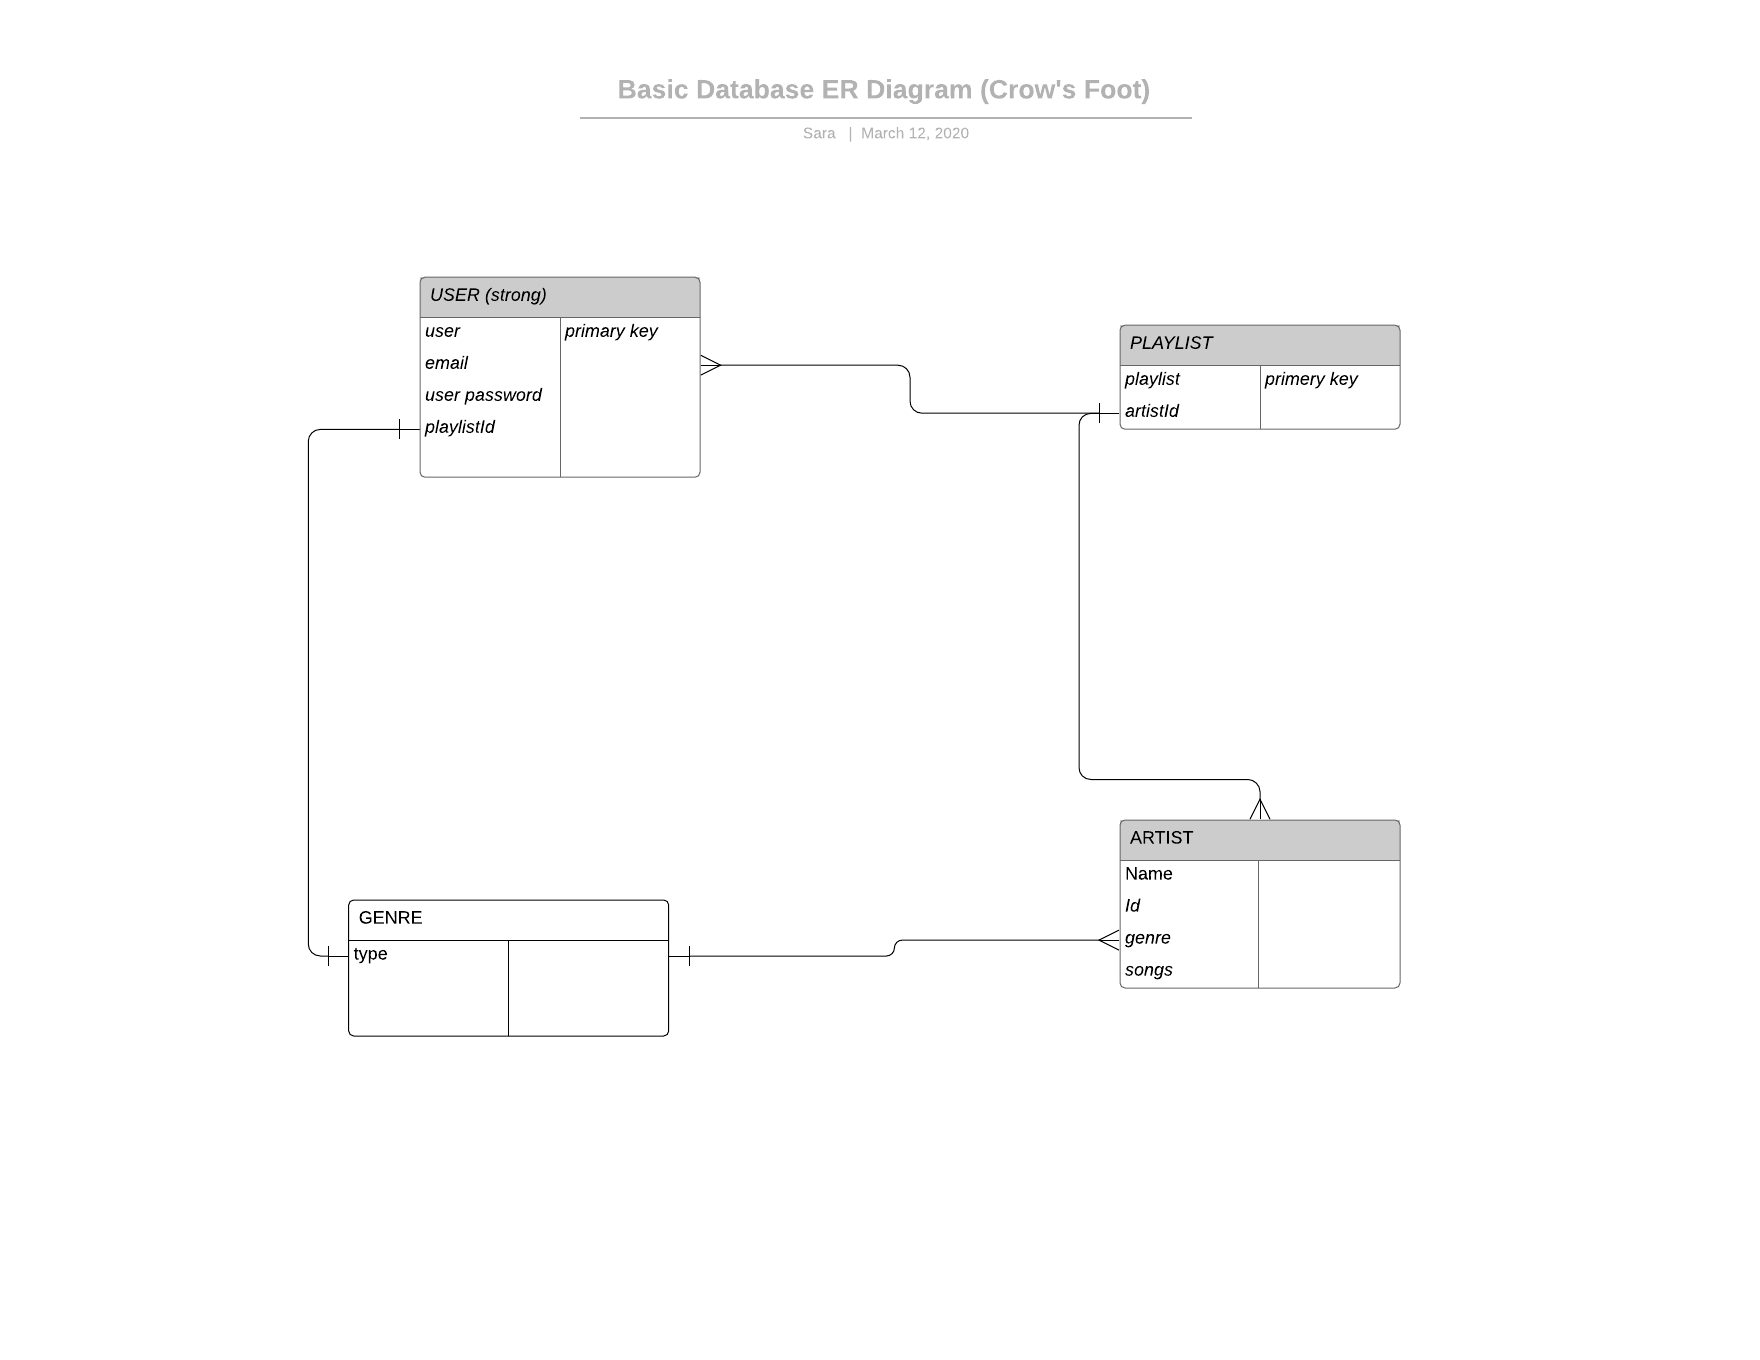 Basic Database ER Diagram (Crow's Foot)
Sara | March 12, 2020
USER (strong)
user primary key
email
user password
playlistId
PLAYLIST
playlist primery key
artistId
ARTIST
Name
Id
genre
songs
GENRE
type